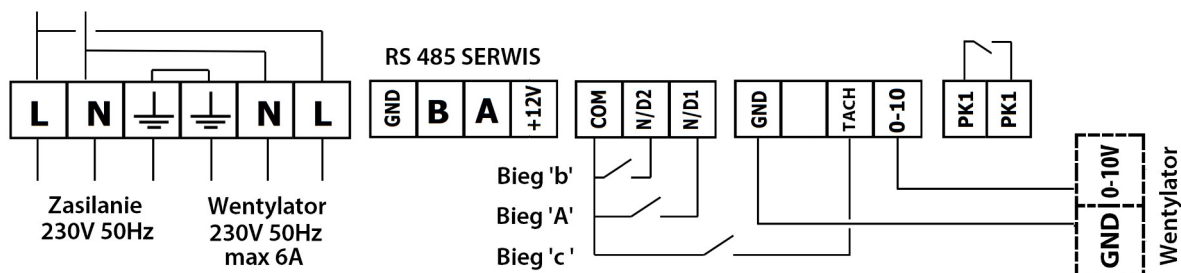 RS 485 SERWIS
L N N L
GND B A +12V
COM N/D2 N/D1
GND TACH 0-10
PK1 PK1
Zasilanie
230V 50Hz
Wentylator
230V 50Hz
max 6A
Bieg 'b'
Bieg 'A'
Bieg 'c '
0-10V
GND
Wentylator